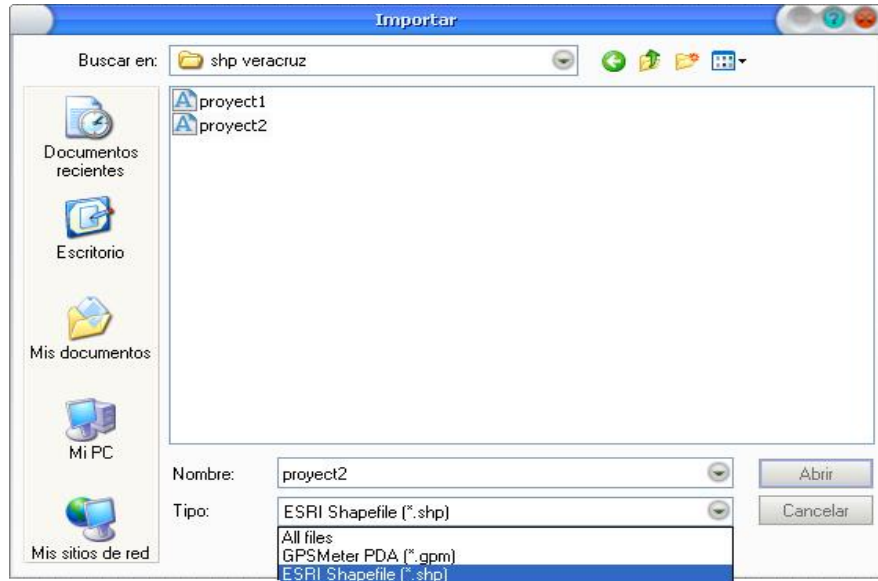 Importar
Buscar en:
shp veracruz
proyect1
proyect2
Documentos
recientes
Escritorio
Mis documentos
Mi PC
Mis sitios de red
Nombre:
proyect2
Abrir
Tipo:
ESRI Shapefile (*.shp)
Cancelar
All files
GPSMeter PDA (*.gpm)
ESRI Shapefile (*.shp)